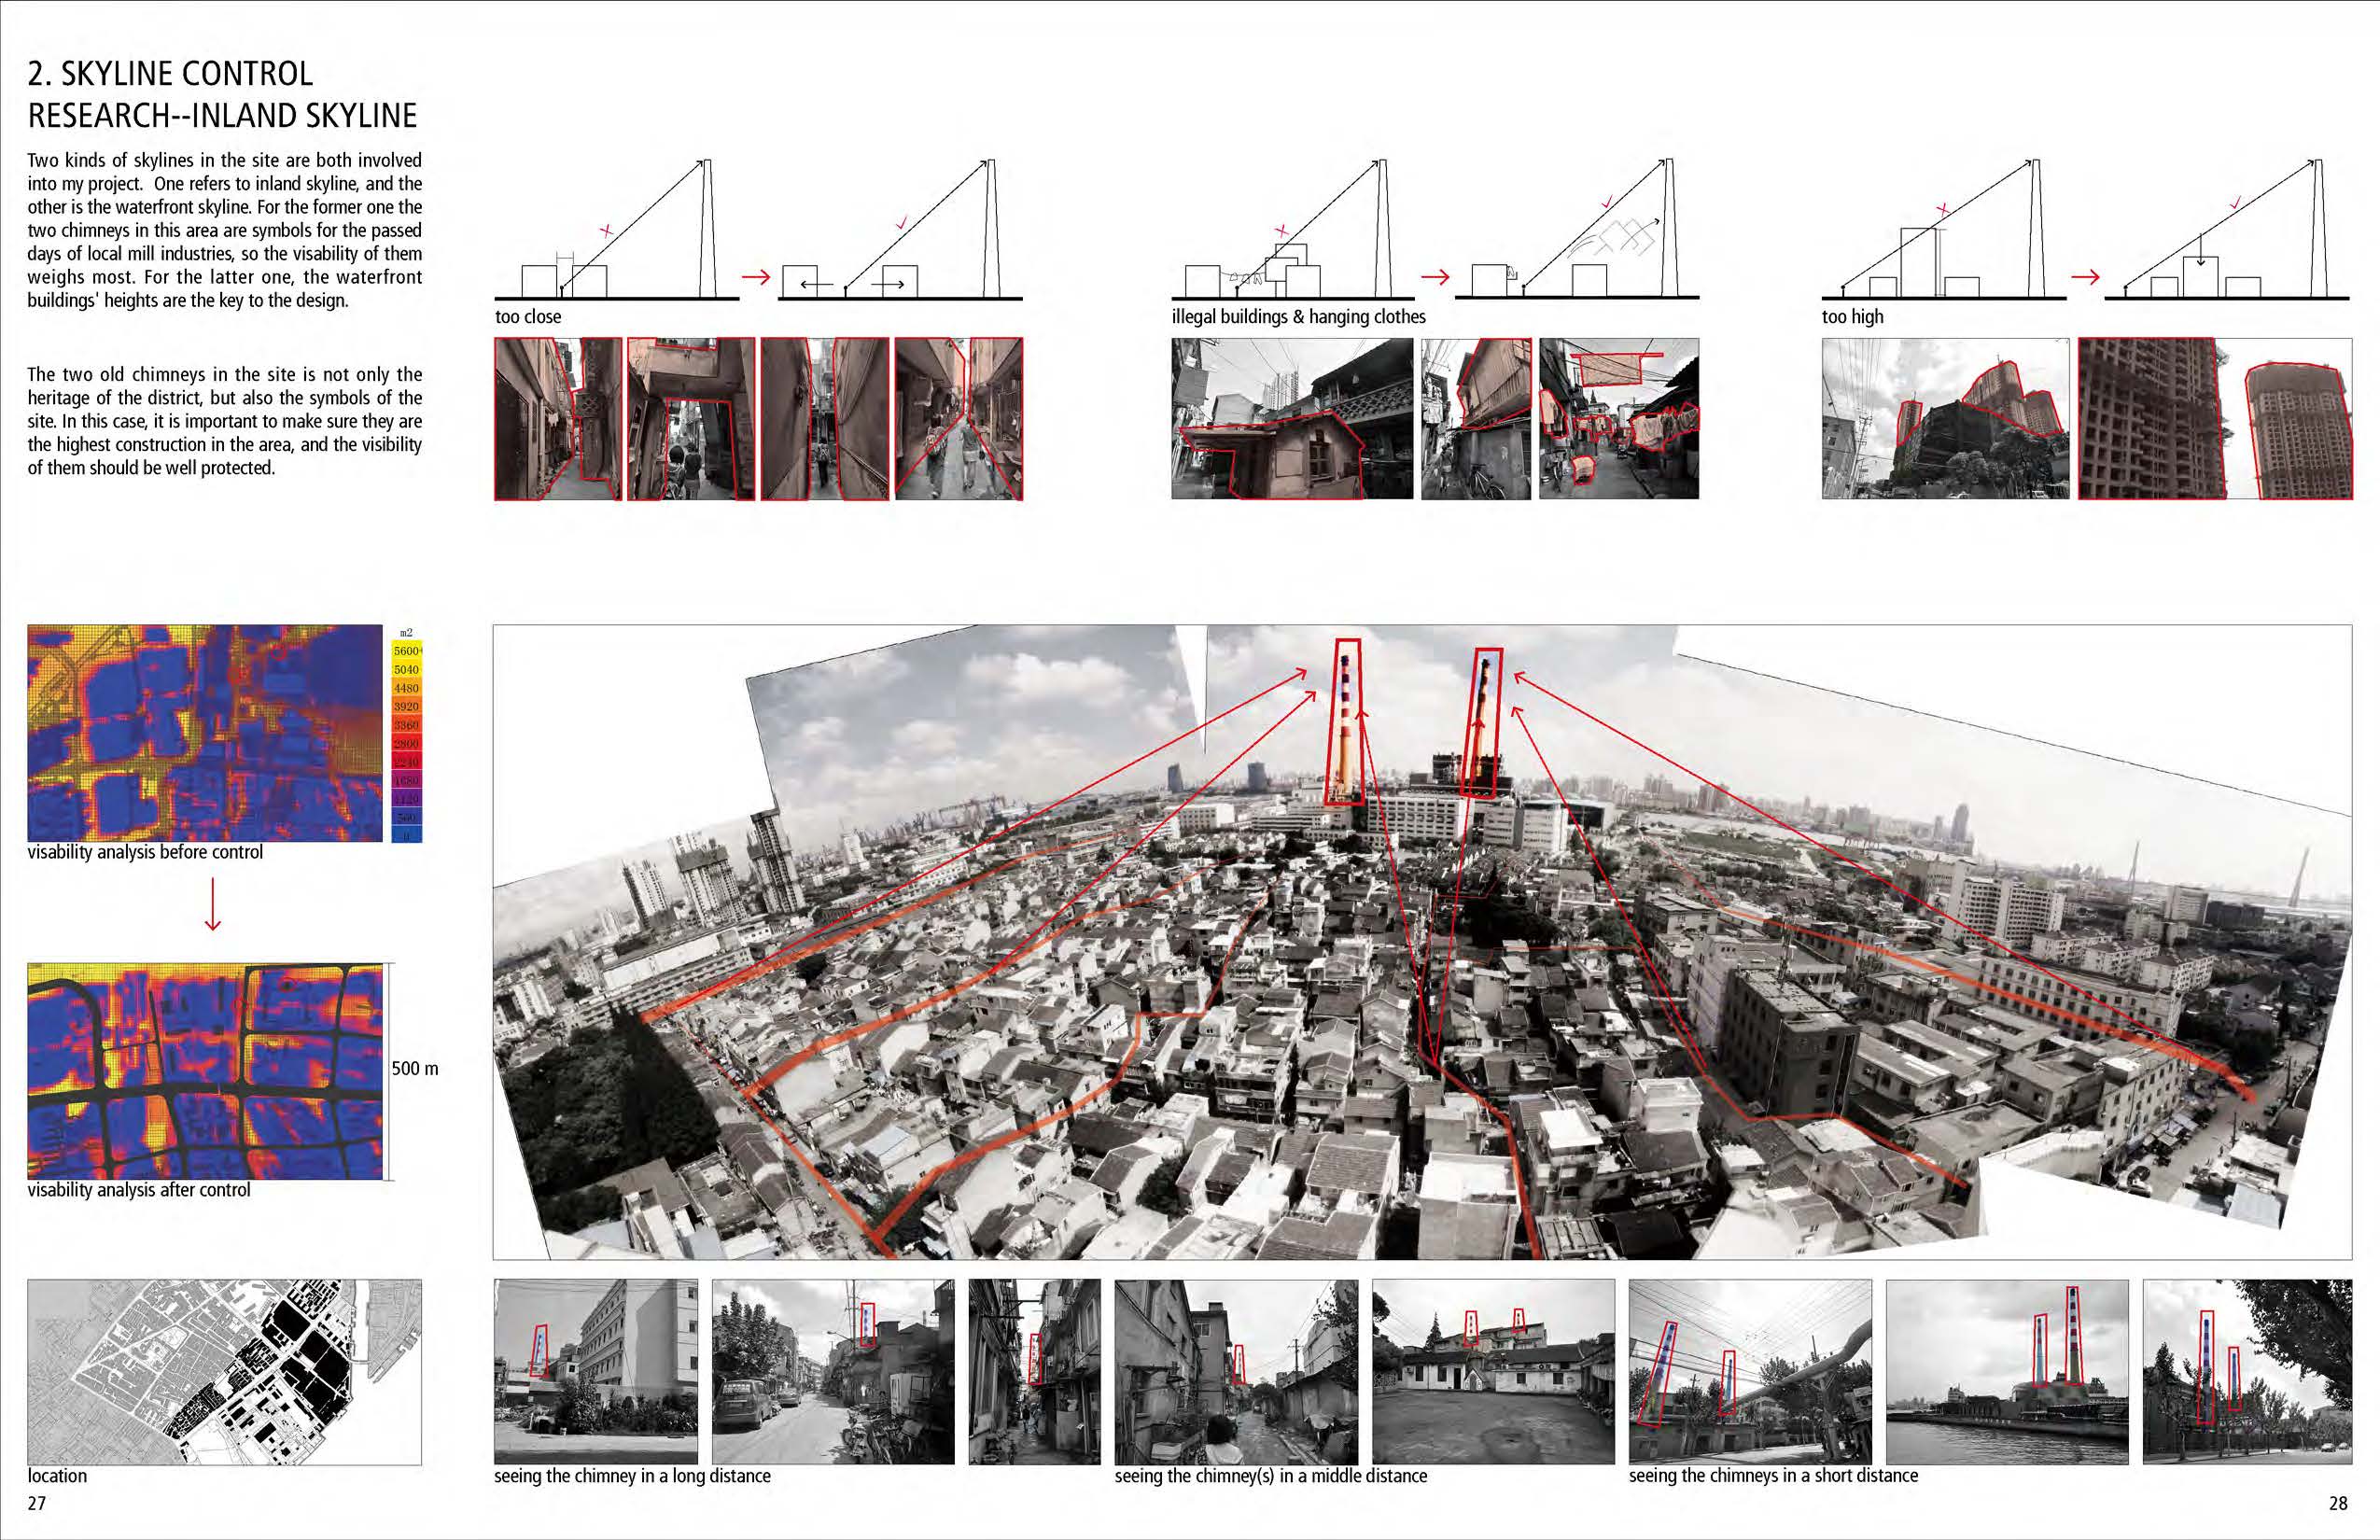 2. SKYLINE CONTROL
RESEARCH--INLAND SKYLINE
Two kinds of skylines in the site are both involved
into my project.  One refers to inland skyline, and the
other is the waterfront skyline. For the former one the
two chimneys in this area are symbols for the passed
days of local mill industries, so the visability of them
weighs most. For the latter one, the waterfront
buildings' heights are the key to the design.
The two old chimneys in the site is not only the
heritage of the district, but also the symbols of the
site. In this case, it is important to make sure they are
the highest construction in the area, and the visibility
of them should be well protected.
too close
illegal buildings & hanging clothes
too high
m2
5600+
5040
4480
3920
3360
2800
2240
1680
1120
560
0
visability analysis before control
500 m
visability analysis after control
location
seeing the chimney in a long distance
seeing the chimney(s) in a middle distance
seeing the chimneys in a short distance
27
28